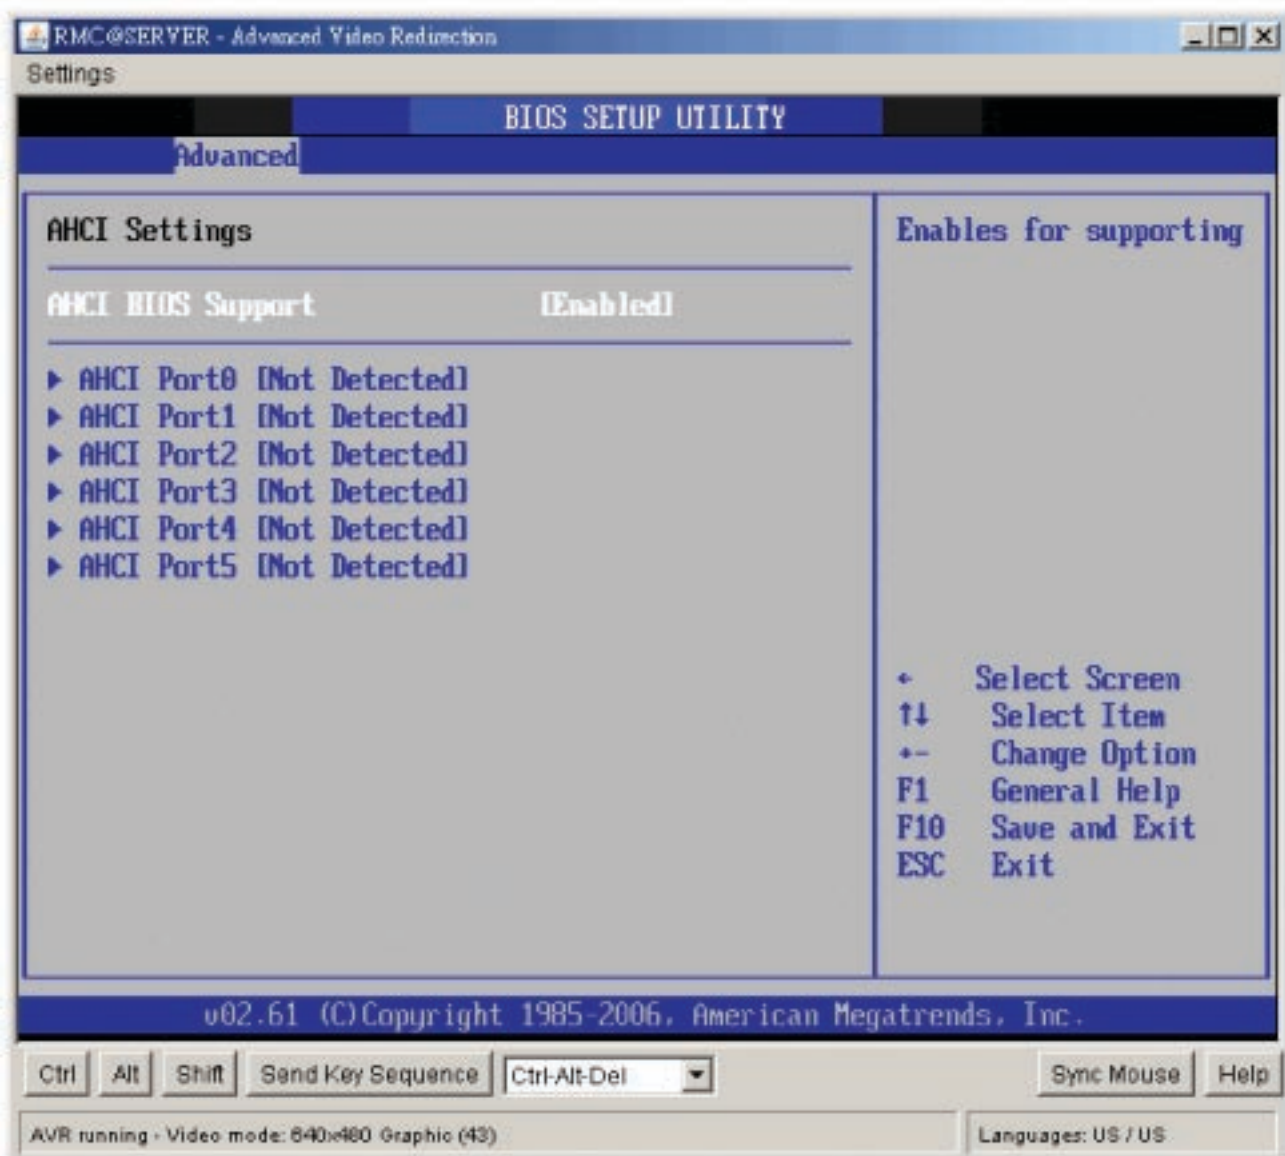 RMC@SERVER - Advanced Video Redirection
Settings
BIOS SETUP UTILITY
Advanced
AHCI Settings
AHCI BIOS Support [Enabled]
► AHCI Port0 [Not Detected]
► AHCI Port1 [Not Detected]
► AHCI Port2 [Not Detected]
► AHCI Port3 [Not Detected]
► AHCI Port4 [Not Detected]
► AHCI Port5 [Not Detected]
Enables for supporting
← Select Screen
↑↓ Select Item
+- Change Option
F1 General Help
F10 Save and Exit
ESC Exit
v02.61 (C)Copyright 1985-2006, American Megatrends, Inc.
Ctrl Alt Shift Send Key Sequence Ctrl-Alt-Del Sync Mouse Help
AVR running - Video mode: 640x480 Graphic (43) Languages: US / US